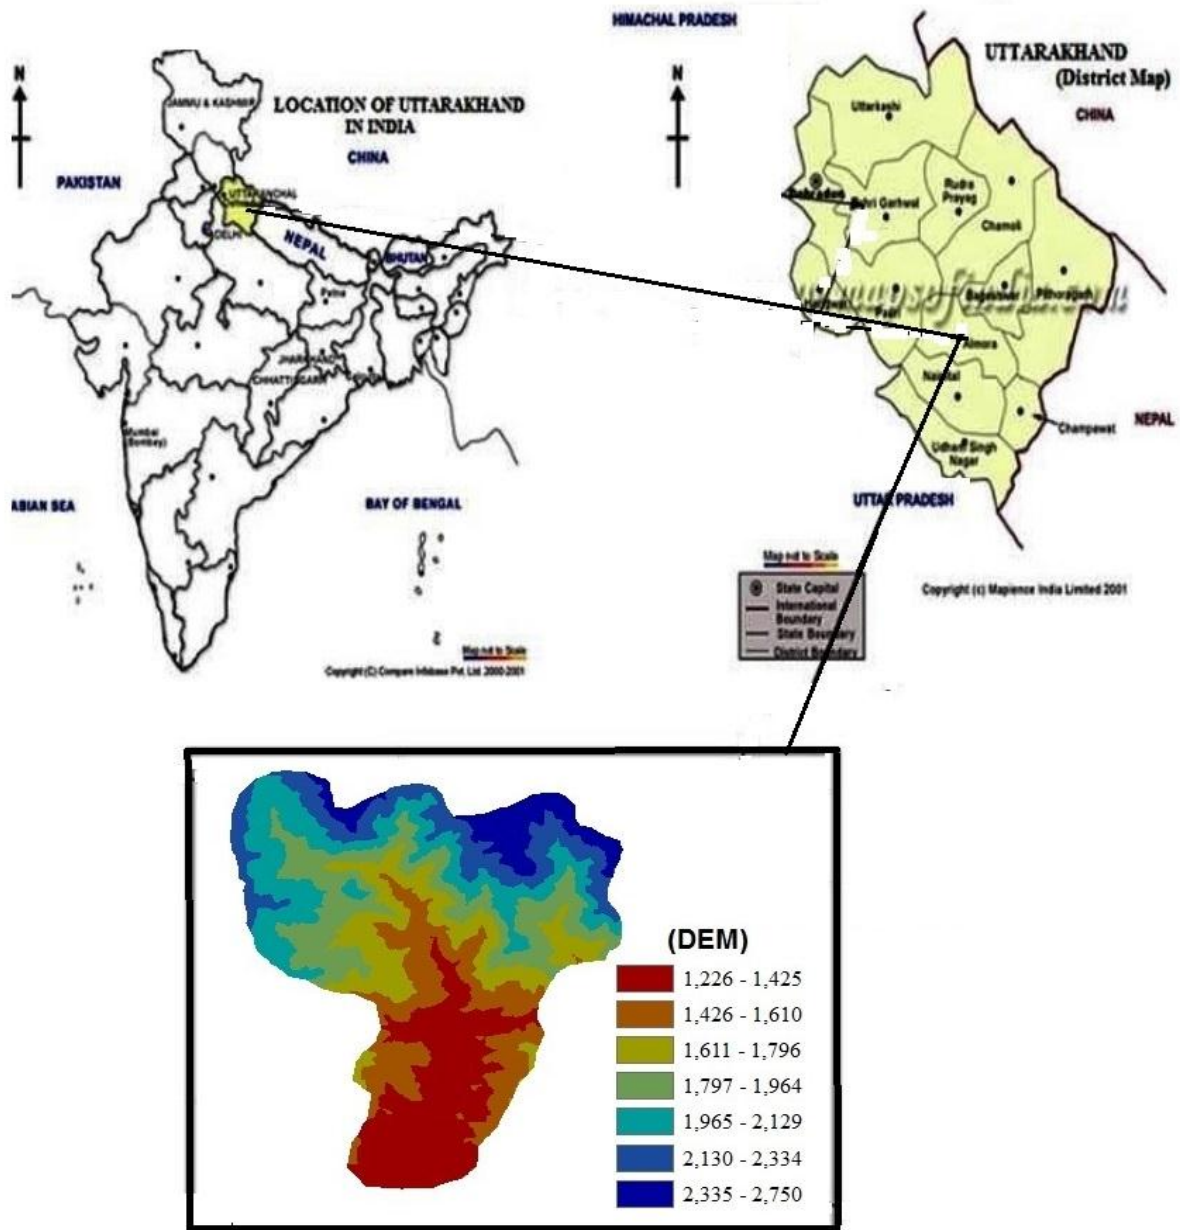 N
LOCATION OF UTTARAKHAND
IN INDIA
JAMMU & KASHMIR
CHINA
PAKISTAN
UTTARANCHAL
DELHI
NEPAL
BHUTAN
Patna
JHARKHAND
CHHATTISGARH
Mumbai
(Bombay)
ABIAN SEA
BAY OF BENGAL
Map not to Scale
Copyright (C) Compare Infobase Pvt. Ltd. 2000-2001
HIMACHAL PRADESH
N
UTTARAKHAND
(District Map)
CHINA
Uttarkashi
Dehradun
Tehri Garhwal
Rudra
Prayag
Chamoli
Pauri
Bageshwar
Pithoragarh
Almora
Nainital
Champawat
NEPAL
Udham Singh
Nagar
UTTAR PRADESH
Map not to Scale
State Capital
International
Boundary
State Boundary
District Boundary
Copyright (c) Mapience India Limited 2001
(DEM)
1,226 - 1,425
1,426 - 1,610
1,611 - 1,796
1,797 - 1,964
1,965 - 2,129
2,130 - 2,334
2,335 - 2,750